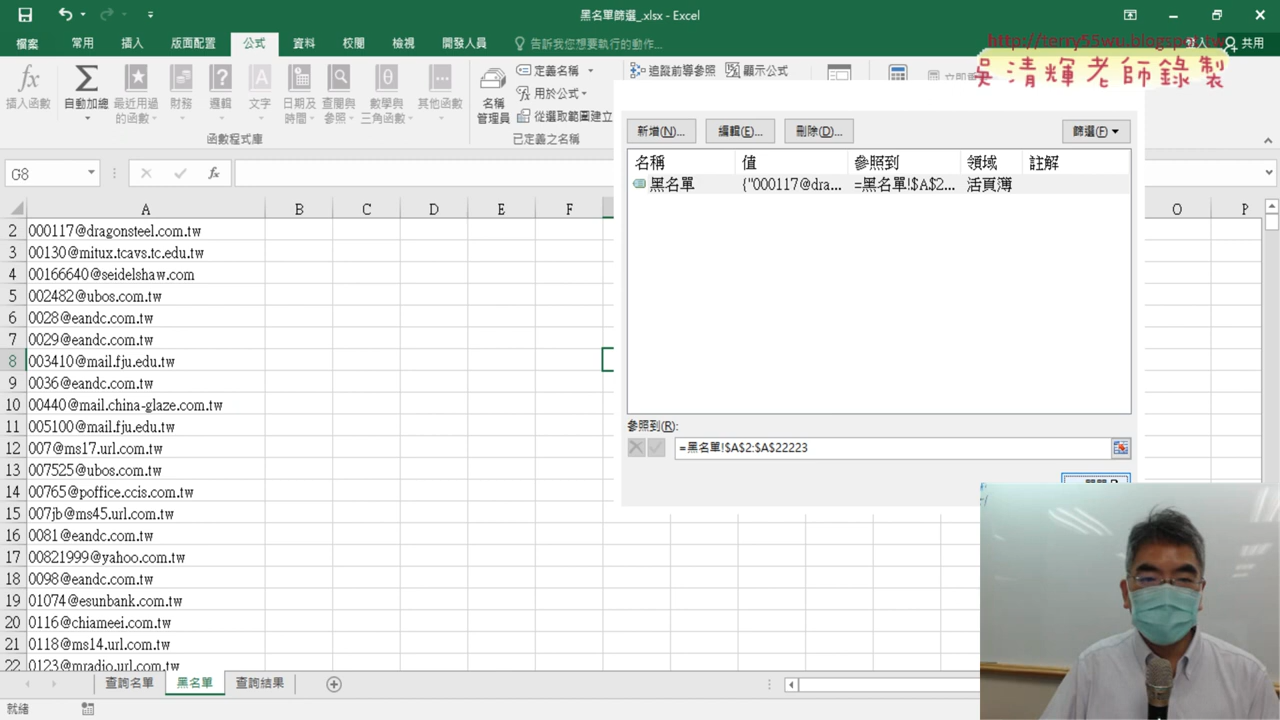 黑名單篩選_.xlsx - Excel
檔案 常用 插入 版面配置 公式 資料 校閱 檢視 開發人員 告訴我您想要執行的動作... 共用
http://terry55wu.blogspot.tw
吳清輝老師錄製
插入函數 自動加總 最近用過的函數 財務 邏輯 文字 日期及時間 查閱與參照 數學與三角函數 其他函數 名稱管理員
定義名稱
用於公式
從選取範圍建立
追蹤前導參照 顯示公式
函數程式庫 已定義之名稱
G8 fx
A B C D E F O P
2 000117@dragonsteel.com.tw
3 00130@mitux.tcavs.tc.edu.tw
4 00166640@seidelshaw.com
5 002482@ubos.com.tw
6 0028@eandc.com.tw
7 0029@eandc.com.tw
8 003410@mail.fju.edu.tw
9 0036@eandc.com.tw
10 00440@mail.china-glaze.com.tw
11 005100@mail.fju.edu.tw
12 007@ms17.url.com.tw
13 007525@ubos.com.tw
14 00765@poffice.ccis.com.tw
15 007jb@ms45.url.com.tw
16 0081@eandc.com.tw
17 00821999@yahoo.com.tw
18 0098@eandc.com.tw
19 01074@esunbank.com.tw
20 0116@chiameei.com.tw
21 0118@ms14.url.com.tw
22 0123@mradio.url.com.tw
新增(N)... 編輯(E)... 刪除(D)... 篩選(F)
名稱 值 參照到 領域 註解
黑名單 {"000117@dra... =黑名單!$A$2... 活頁簿
參照到(R):
=黑名單!$A$2:$A$22223
查詢名單 黑名單 查詢結果
就緒